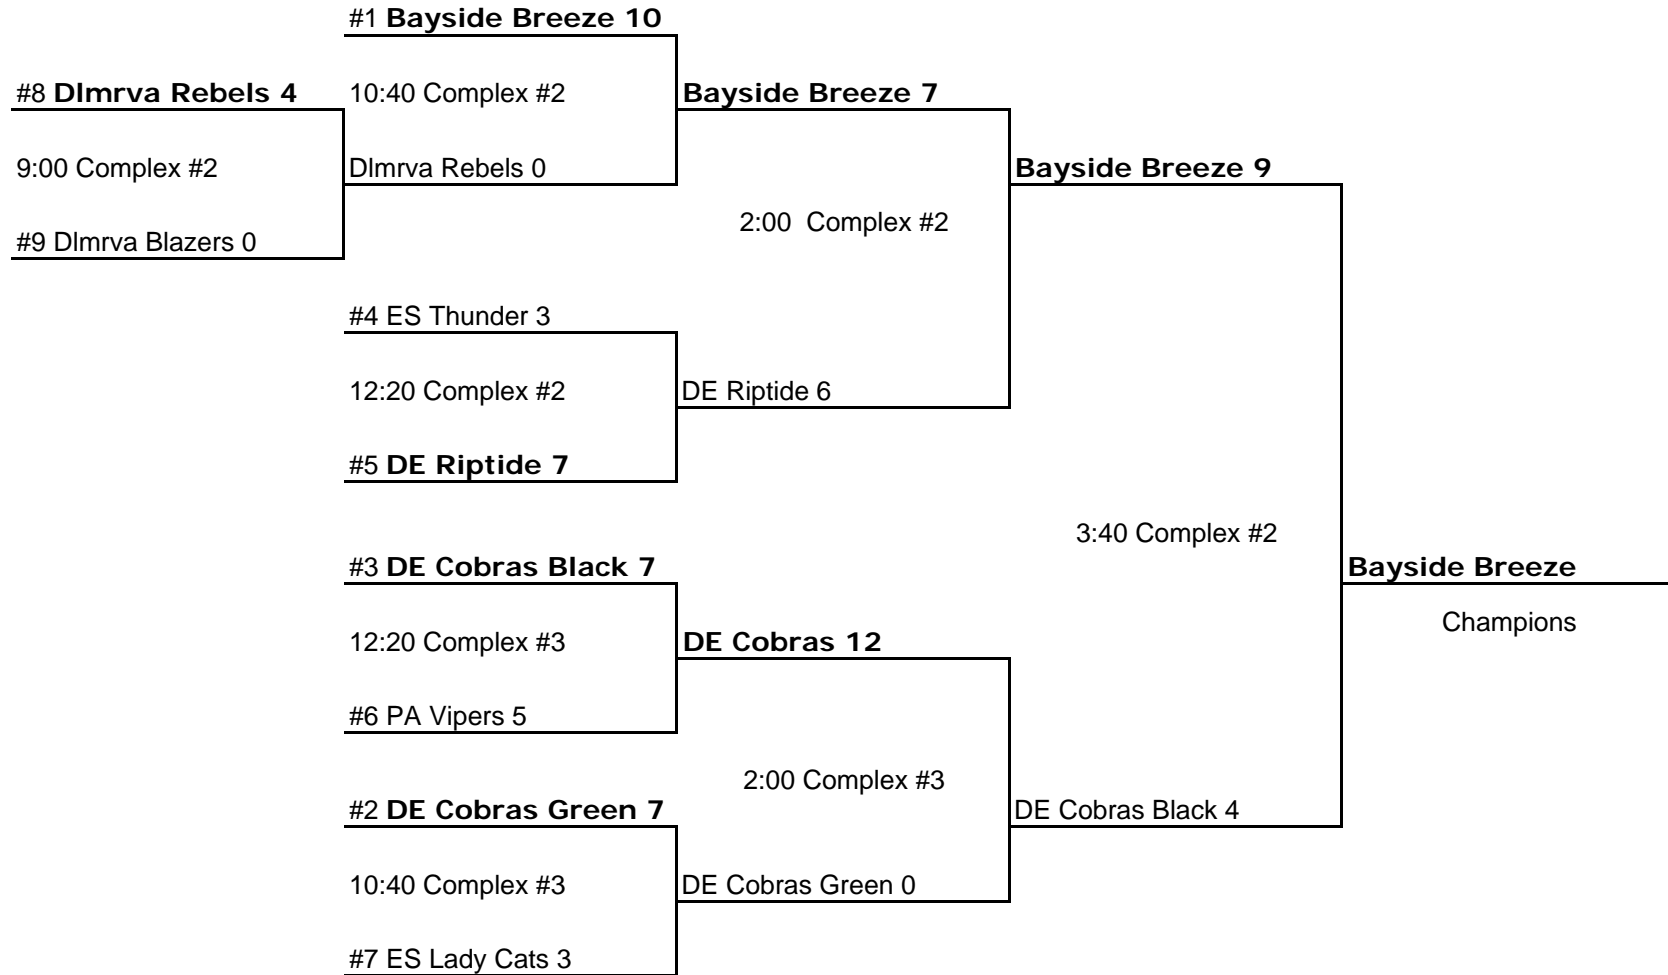 #1 Bayside Breeze 10
#8 Dlmrva Rebels 4
10:40 Complex #2
Bayside Breeze 7
9:00 Complex #2
Dlmrva Rebels 0
Bayside Breeze 9
2:00 Complex #2
#9 Dlmrva Blazers 0
#4 ES Thunder 3
12:20 Complex #2
DE Riptide 6
#5 DE Riptide 7
3:40 Complex #2
#3 DE Cobras Black 7
Bayside Breeze
Champions
12:20 Complex #3
DE Cobras 12
#6 PA Vipers 5
2:00 Complex #3
#2 DE Cobras Green 7
DE Cobras Black 4
10:40 Complex #3
DE Cobras Green 0
#7 ES Lady Cats 3